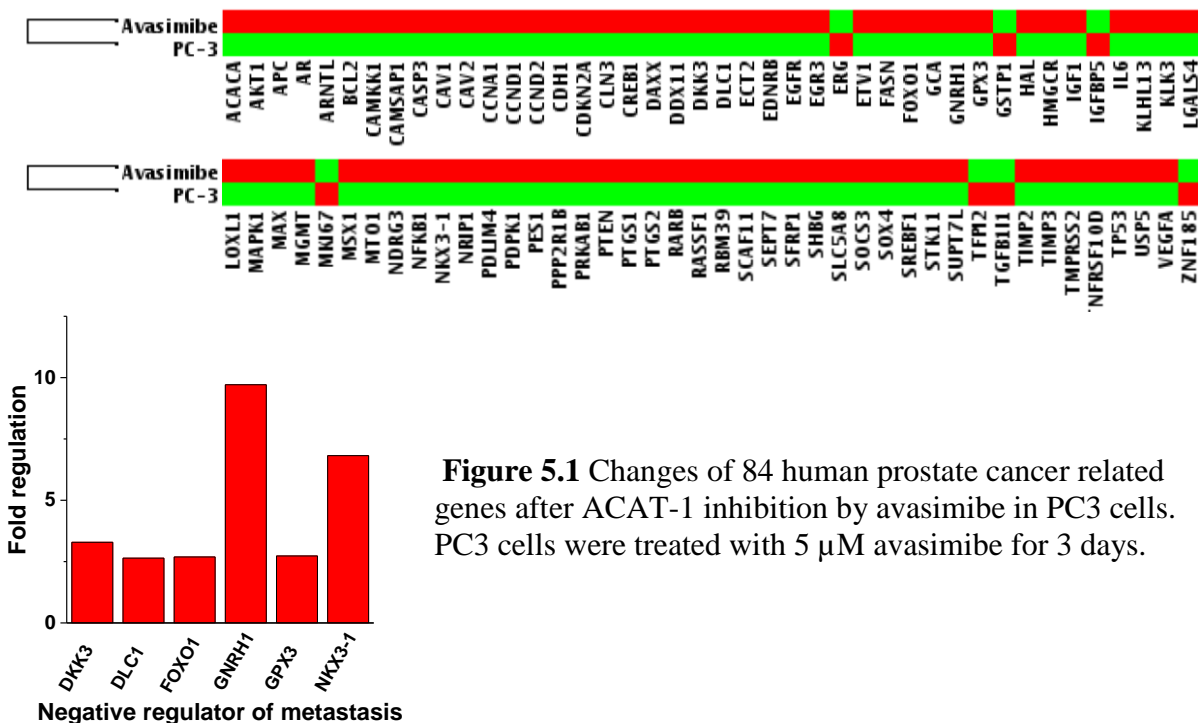 Avasimibe
PC-3
ACACA AKT1 APC AR ARNTL BCL2 CAMKK1 CAMSAP1 CASP3 CAV1 CAV2 CCNA1 CCND1 CCND2 CDH1 CDKN2A CLN3 CREB1 DAXX DDX11 DKK3 DLC1 ECT2 EDNRB EGFR EGR3 ERG ETV1 FASN FOXO1 GCA GNRH1 GPX3 GSTP1 HAL HMGCR IGF1 IGFBP5 IL6 KLHL13 KLK3 LGALS4
Avasimibe
PC-3
LOXL1 MAPK1 MAX MGMT MKI67 MSX1 MTO1 NDRG3 NFKB1 NKX3-1 NRIP1 PDLIM4 PDPK1 PES1 PPP2R1B PRKAB1 PTEN PTGS1 PTGS2 RARB RASSF1 RBM39 SCAF11 SEPT7 SFRP1 SHBG SLC5A8 SOCS3 SOX4 SREBF1 STK11 SUPT7L TFPI2 TGFB1I1 TIMP2 TIMP3 TMPRSS2 NFRSF10D TP53 USP5 VEGFA ZNF185
Fold regulation
10
5
0
DKK3 DLC1 FOXO1 GNRH1 GPX3 NKX3-1
Negative regulator of metastasis
Figure 5.1 Changes of 84 human prostate cancer related
genes after ACAT-1 inhibition by avasimibe in PC3 cells.
PC3 cells were treated with 5 µM avasimibe for 3 days.